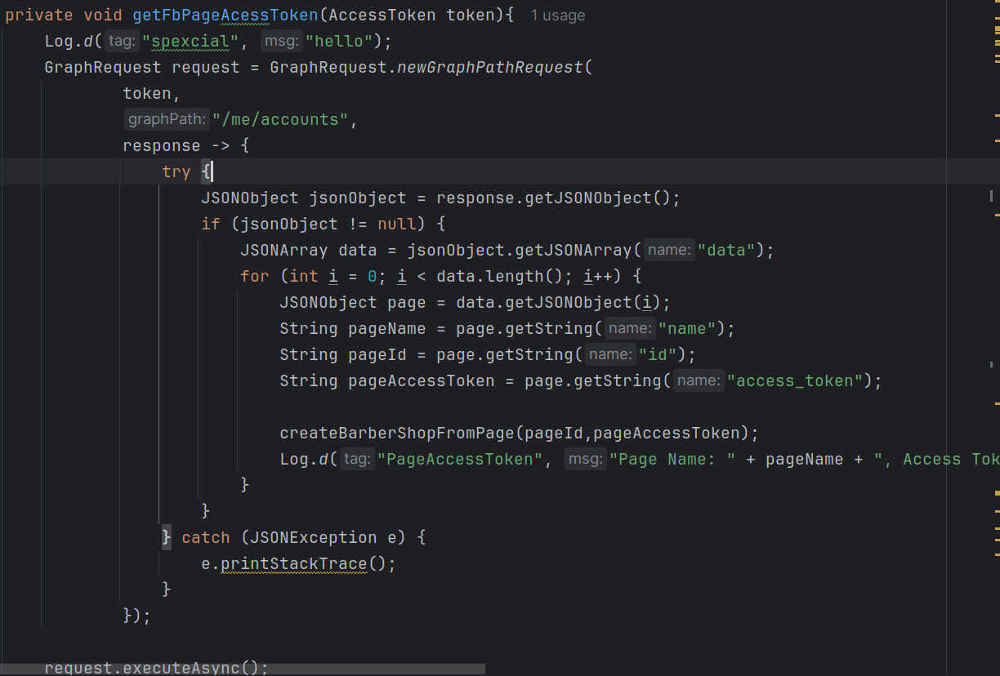 private void getFbPageAcessToken(AccessToken token){ 1 usage
Log.d( tag: "spexcial", msg: "hello");
GraphRequest request = GraphRequest.newGraphPathRequest(
token,
graphPath: "/me/accounts",
response -> {
try {
JSONObject jsonObject = response.getJSONObject();
if (jsonObject != null) {
JSONArray data = jsonObject.getJSONArray( name: "data");
for (int i = 0; i < data.length(); i++) {
JSONObject page = data.getJSONObject(i);
String pageName = page.getString( name: "name");
String pageId = page.getString( name: "id");
String pageAccessToken = page.getString( name: "access_token");
createBarberShopFromPage(pageId,pageAccessToken);
Log.d( tag: "PageAccessToken", msg: "Page Name: " + pageName + ", Access Tok
}
}
} catch (JSONException e) {
e.printStackTrace();
}
});
request.executeAsync();